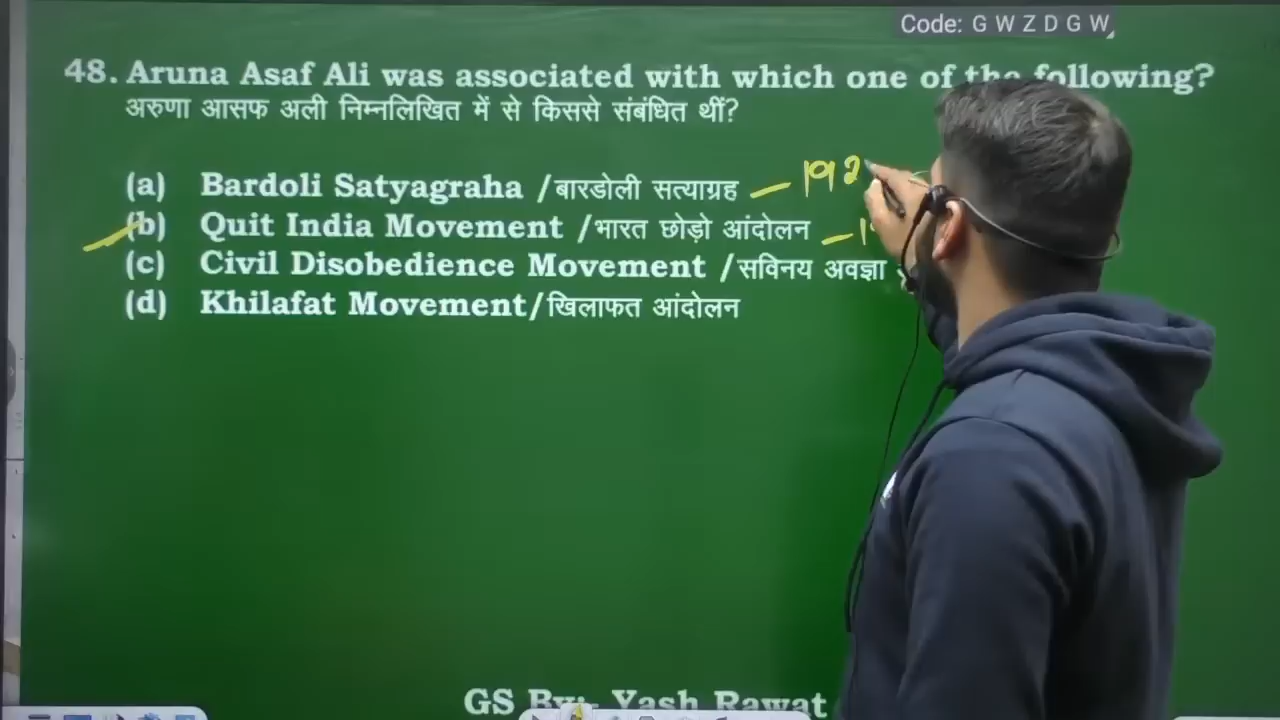 Code: G W Z D G W
48. Aruna Asaf Ali was associated with which one of the following?
अरुणा आसफ अली निम्नलिखित में से किससे संबंधित थीं?
(a) Bardoli Satyagraha /बारडोली सत्याग्रह – 192
(b) Quit India Movement /भारत छोड़ो आंदोलन – 1
(c) Civil Disobedience Movement /सविनय अवज्ञा
(d) Khilafat Movement/खिलाफत आंदोलन
GS By:- Yash Rawat